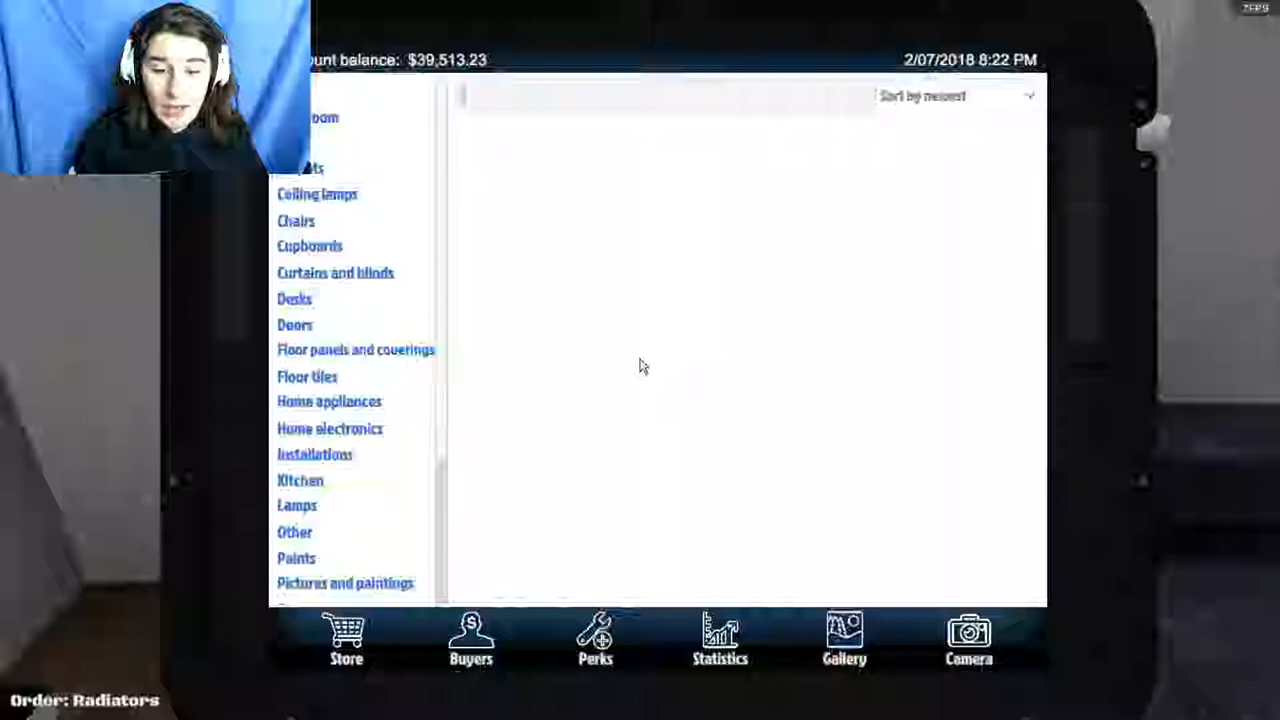 unt balance: $39,513.23
2/07/2018 8:22 PM
Sort by newest
oom
ts
Ceiling lamps
Chairs
Cupboards
Curtains and blinds
Desks
Doors
Floor panels and coverings
Floor tiles
Home appliances
Home electronics
Installations
Kitchen
Lamps
Other
Paints
Pictures and paintings
Store
Buyers
Perks
Statistics
Gallery
Camera
Order: Radiators